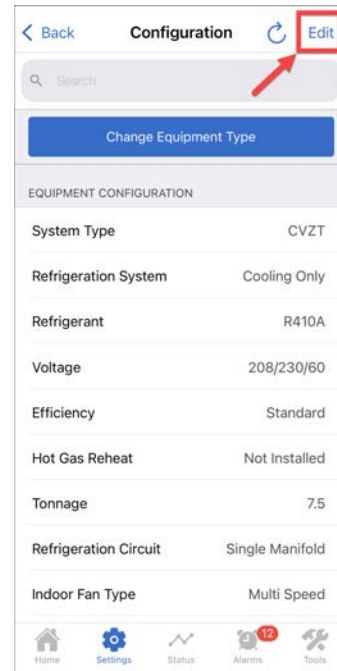 Back Configuration Edit
Search
Change Equipment Type
EQUIPMENT CONFIGURATION
System Type CVZT
Refrigeration System Cooling Only
Refrigerant R410A
Voltage 208/230/60
Efficiency Standard
Hot Gas Reheat Not Installed
Tonnage 7.5
Refrigeration Circuit Single Manifold
Indoor Fan Type Multi Speed
12
Home Settings Status Alarms Tools